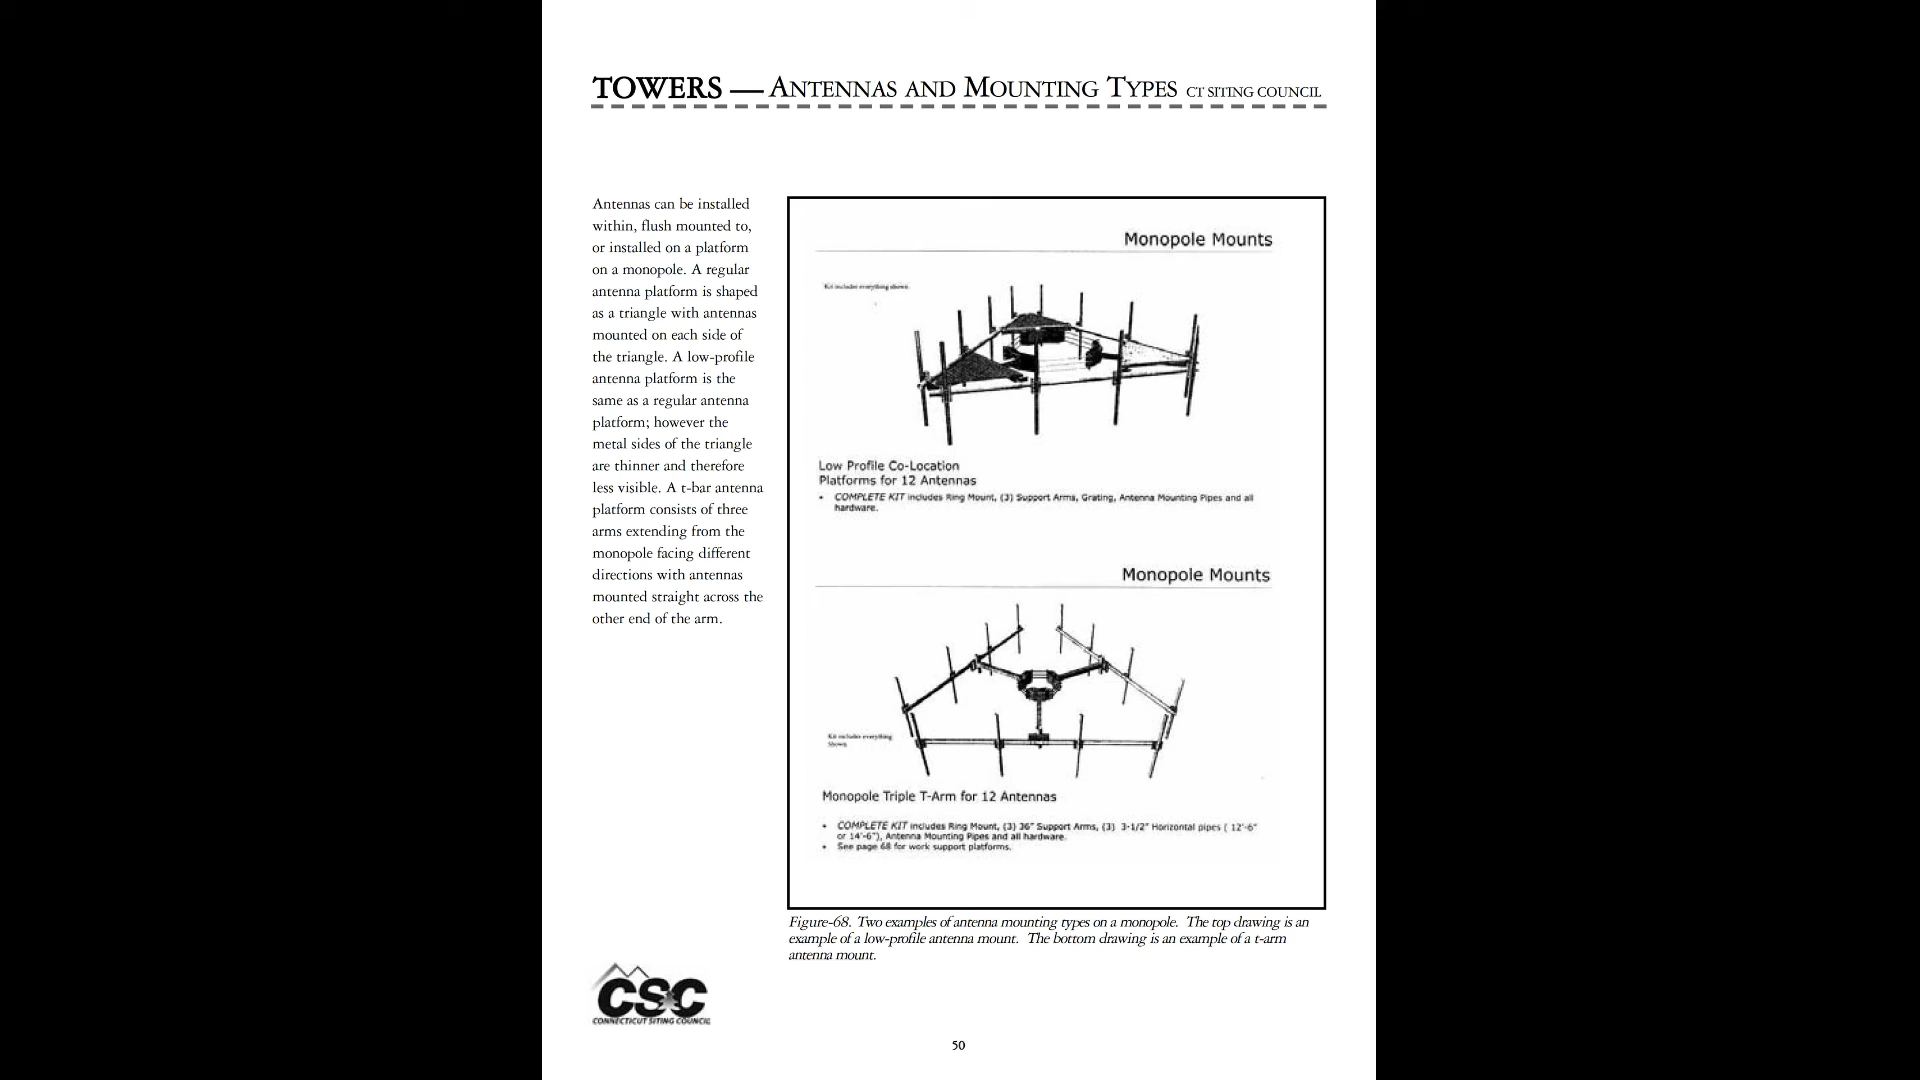 TOWERS — ANTENNAS AND MOUNTING TYPES CT SITING COUNCIL
Antennas can be installed
within, flush mounted to,
or installed on a platform
on a monopole. A regular
antenna platform is shaped
as a triangle with antennas
mounted on each side of
the triangle. A low-profile
antenna platform is the
same as a regular antenna
platform; however the
metal sides of the triangle
are thinner and therefore
less visible. A t-bar antenna
platform consists of three
arms extending from the
monopole facing different
directions with antennas
mounted straight across the
other end of the arm.
Monopole Mounts
Kit includes everything shown.
Low Profile Co-Location
Platforms for 12 Antennas
• COMPLETE KIT includes Ring Mount, (3) Support Arms, Grating, Antenna Mounting Pipes and all
hardware.
Monopole Mounts
Kit includes everything
Shown
Monopole Triple T-Arm for 12 Antennas
• COMPLETE KIT includes Ring Mount, (3) 36" Support Arms, (3) 3-1/2" Horizontal pipes ( 12'-6"
or 14'-6"), Antenna Mounting Pipes and all hardware.
• See page 68 for work support platforms.
Figure-68. Two examples of antenna mounting types on a monopole. The top drawing is an
example of a low-profile antenna mount. The bottom drawing is an example of a t-arm
antenna mount.
CSC
CONNECTICUT SITING COUNCIL
50